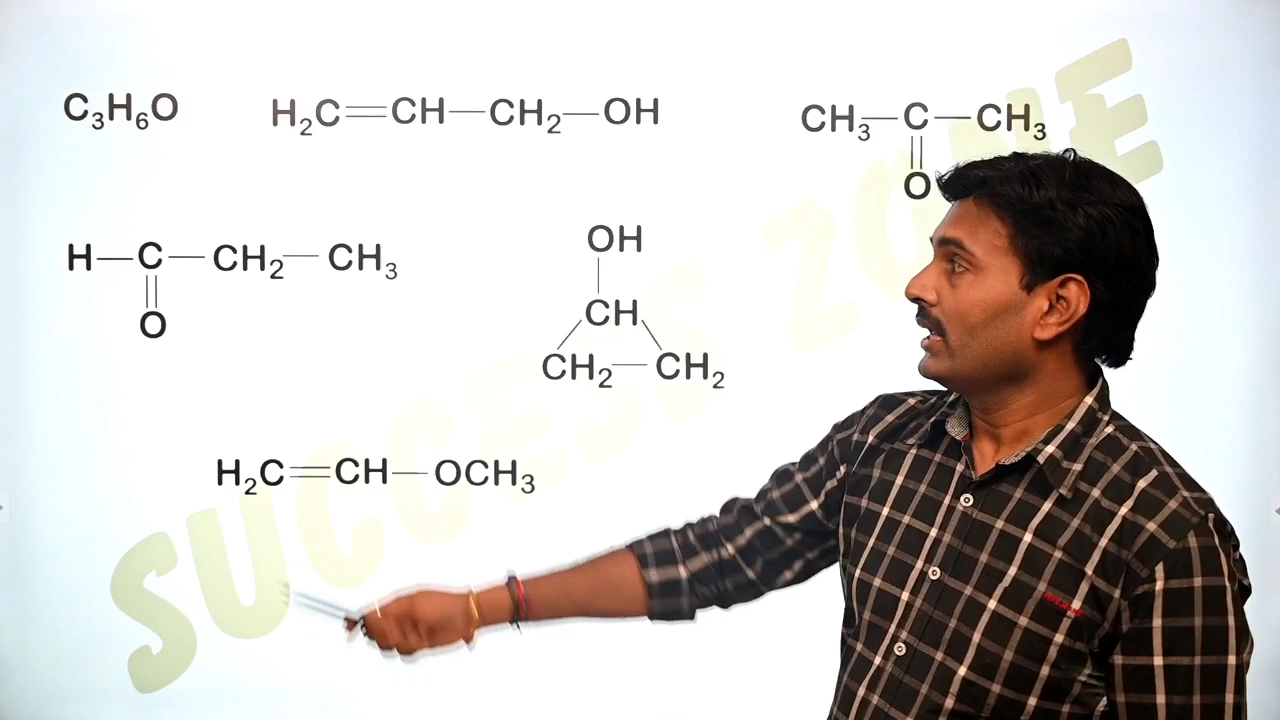 C₃H₆O H₂C=CH—CH₂—OH CH₃—C—CH₃
O
H—C—CH₂—CH₃
O
OH
CH
CH₂—CH₂
H₂C=CH—OCH₃
SUCCESS ZONE